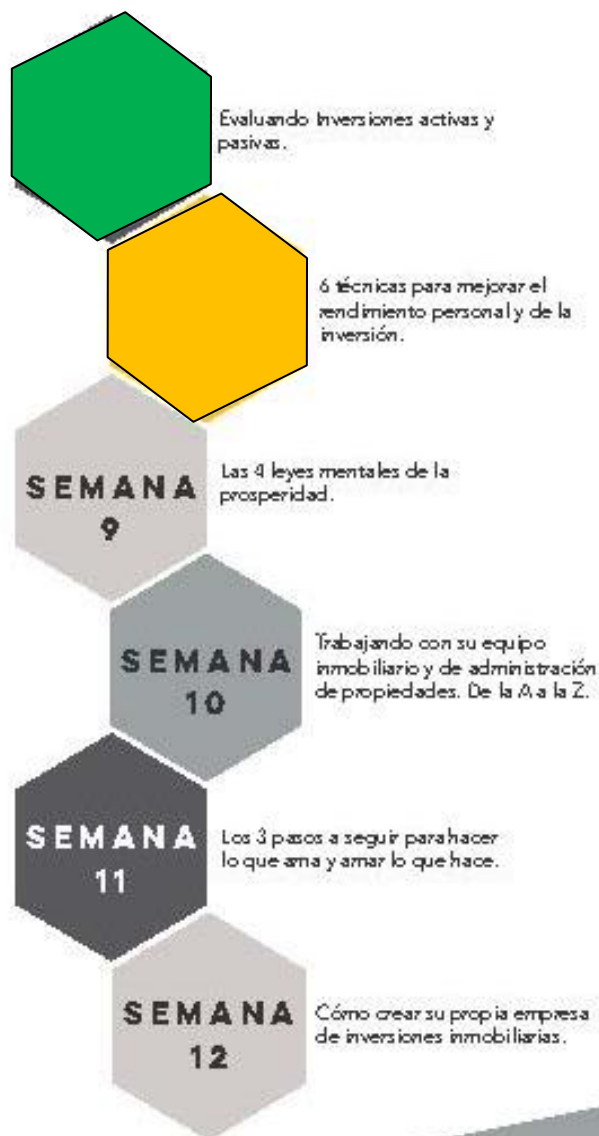 Evaluando Inversiones activas y
pasivas.
6 técnicas para mejorar el
rendimiento personal y de la
inversión.
SEMANA
9
Las 4 leyes mentales de la
prosperidad.
SEMANA
10
Trabajando con su equipo
inmobiliario y de administración
de propiedades. De la A a la Z.
SEMANA
11
Los 3 pasos a seguir para hacer
lo que ama y amar lo que hace.
SEMANA
12
Cómo crear su propia empresa
de inversiones inmobiliarias.